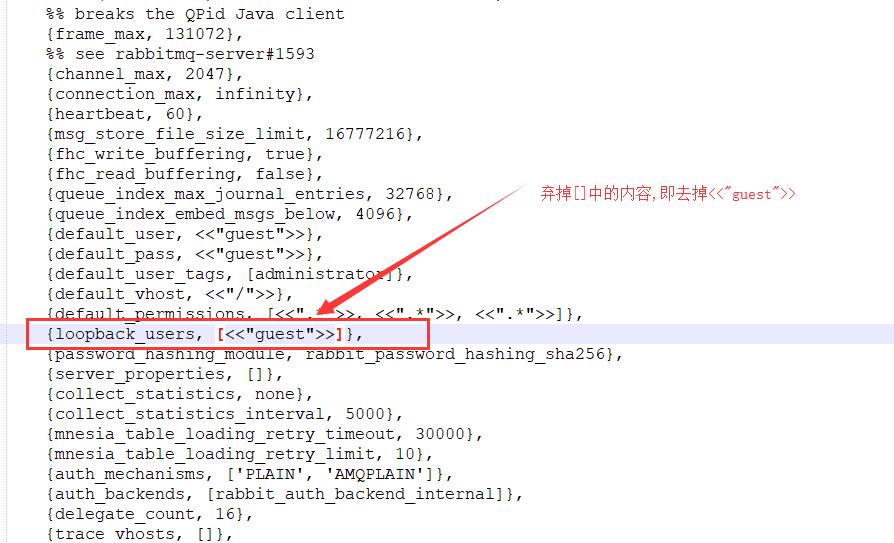 %% breaks the QPid Java client
{frame_max, 131072},
%% see rabbitmq-server#1593
{channel_max, 2047},
{connection_max, infinity},
{heartbeat, 60},
{msg_store_file_size_limit, 16777216},
{fhc_write_buffering, true},
{fhc_read_buffering, false},
{queue_index_max_journal_entries, 32768},
弃掉[]中的内容,即去掉<<"guest">>
{queue_index_embed_msgs_below, 4096},
{default_user, <<"guest">>},
{default_pass, <<"guest">>},
{default_user_tags, [administrator]},
{default_vhost, <<"/">>},
{default_permissions, [<<".*">>, <<".*">>, <<".*">>]},
{loopback_users, [<<"guest">>]},
{password_hashing_module, rabbit_password_hashing_sha256},
{server_properties, []},
{collect_statistics, none},
{collect_statistics_interval, 5000},
{mnesia_table_loading_retry_timeout, 30000},
{mnesia_table_loading_retry_limit, 10},
{auth_mechanisms, ['PLAIN', 'AMQPLAIN']},
{auth_backends, [rabbit_auth_backend_internal]},
{delegate_count, 16},
{trace_vhosts, []},